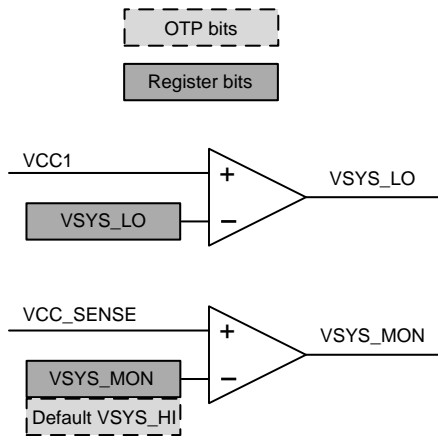 OTP bits
Register bits
VCC1
VSYS_LO
+
VSYS_LO
−
VCC_SENSE
VSYS_MON
+
VSYS_MON
−
Default VSYS_HI